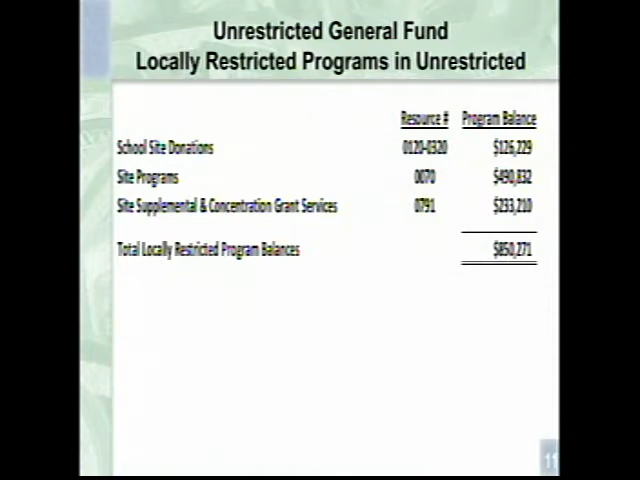 Unrestricted General Fund
Locally Restricted Programs in Unrestricted
Resource # Program Balance
School Site Donations 0120-0320 $126,229
Site Programs 0070 $490,832
Site Supplemental & Concentration Grant Services 0791 $233,210
Total Locally Restricted Program Balances $850,271
11